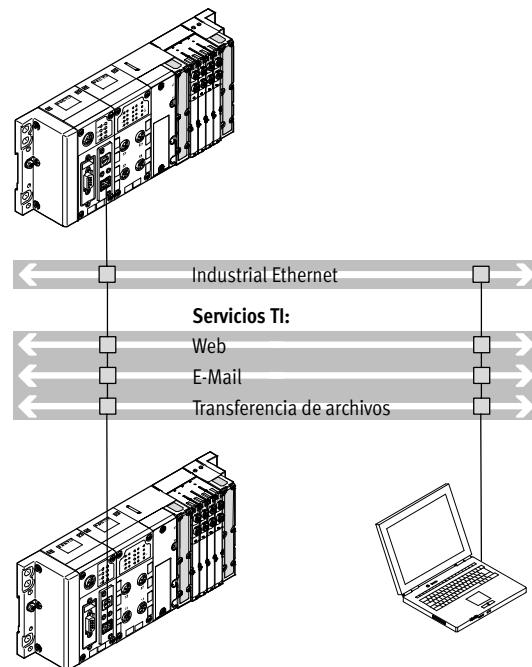 Industrial Ethernet
Servicios TI:
Web
E-Mail
Transferencia de archivos